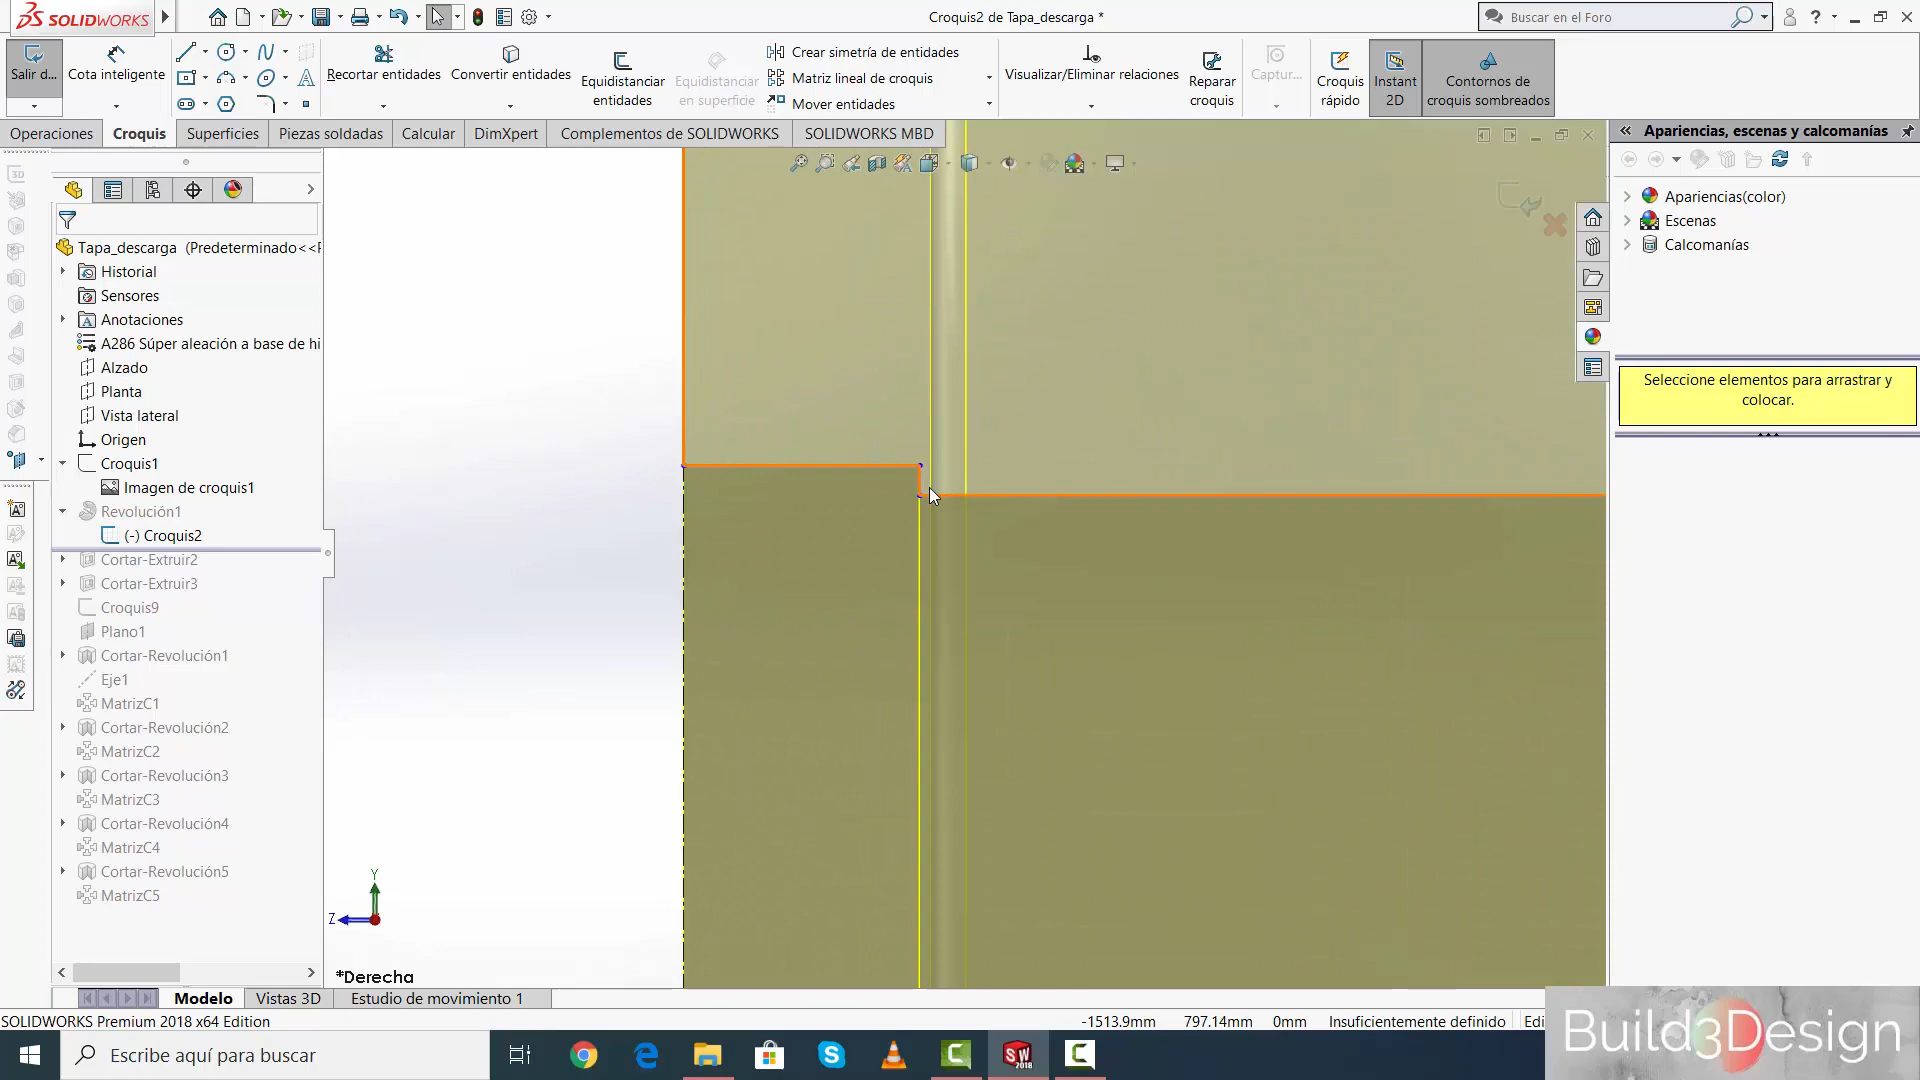 SOLIDWORKS
Croquis2 de Tapa_descarga *
Buscar en el Foro
Salir d...
Cota inteligente
Recortar entidades
Convertir entidades
Equidistanciar
entidades
Equidistanciar
en superficie
Crear simetría de entidades
Matriz lineal de croquis
Mover entidades
Visualizar/Eliminar relaciones
Reparar
croquis
Captur...
Croquis
rápido
Instant
2D
Contornos de
croquis sombreados
Operaciones
Croquis
Superficies
Piezas soldadas
Calcular
DimXpert
Complementos de SOLIDWORKS
SOLIDWORKS MBD
Apariencias, escenas y calcomanías
Apariencias(color)
Escenas
Calcomanías
Seleccione elementos para arrastrar y
colocar.
Tapa_descarga (Predeterminado<<F
Historial
Sensores
Anotaciones
A286 Súper aleación a base de hi
Alzado
Planta
Vista lateral
Origen
Croquis1
Imagen de croquis1
Revolución1
(-) Croquis2
Cortar-Extruir2
Cortar-Extruir3
Croquis9
Plano1
Cortar-Revolución1
Eje1
MatrizC1
Cortar-Revolución2
MatrizC2
Cortar-Revolución3
MatrizC3
Cortar-Revolución4
MatrizC4
Cortar-Revolución5
MatrizC5
Y
Z
*Derecha
Modelo
Vistas 3D
Estudio de movimiento 1
SOLIDWORKS Premium 2018 x64 Edition
-1513.9mm
797.14mm
0mm
Insuficientemente definido
Edi
Build3Design
Escribe aquí para buscar
SW
2018